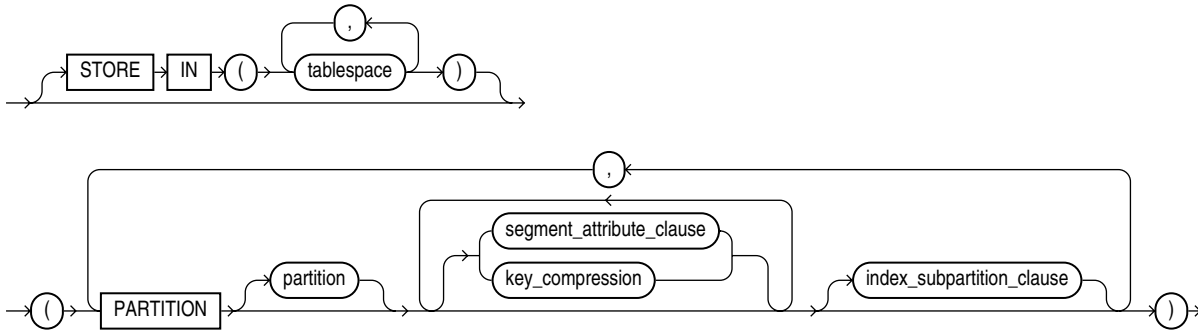 ,
STORE IN ( tablespace )
,
segment_attribute_clause
partition key_compression index_subpartition_clause
( PARTITION )